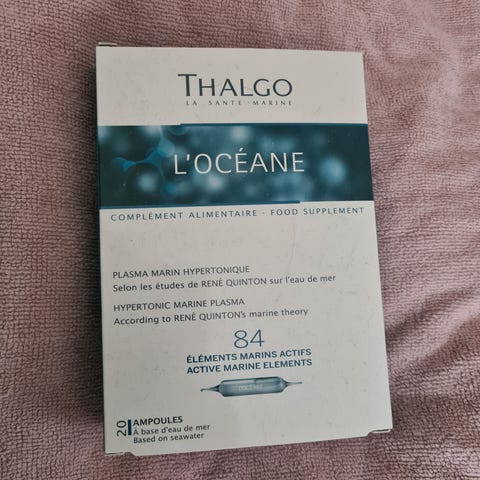 THALGO
LA SANTÉ · MARINE
L'OCÉANE
COMPLÉMENT ALIMENTAIRE · FOOD SUPPLEMENT
PLASMA MARIN HYPERTONIQUE
Selon les études de RENÉ QUINTON sur l'eau de mer
HYPERTONIC MARINE PLASMA
According to RENÉ QUINTON's marine theory
84
ÉLÉMENTS MARINS ACTIFS
ACTIVE MARINE ELEMENTS
20 AMPOULES
À base d'eau de mer
Based on seawater